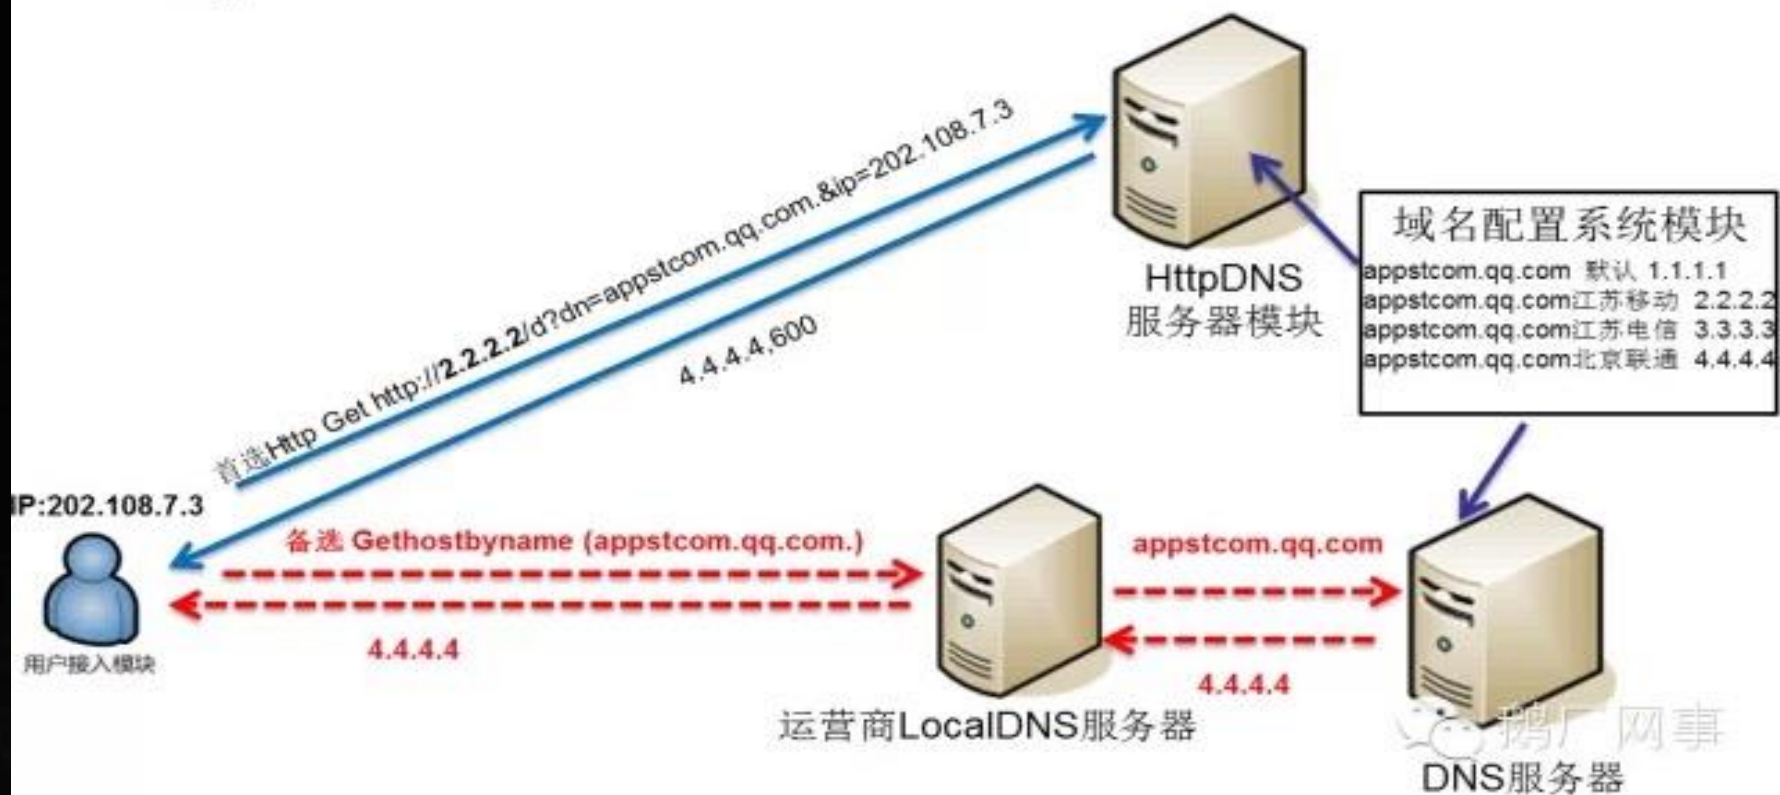 首选Http Get http://2.2.2.2/d?dn=appstcom.qq.com.&ip=202.108.7.3
4.4.4.4,600
HttpDNS
服务器模块
域名配置系统模块
appstcom.qq.com 默认 1.1.1.1
appstcom.qq.com江苏移动 2.2.2.2
appstcom.qq.com江苏电信 3.3.3.3
appstcom.qq.com北京联通 4.4.4.4
IP:202.108.7.3
用户接入模块
备选 Gethostbyname (appstcom.qq.com.)
4.4.4.4
appstcom.qq.com
4.4.4.4
运营商LocalDNS服务器
鹅厂网事
DNS服务器